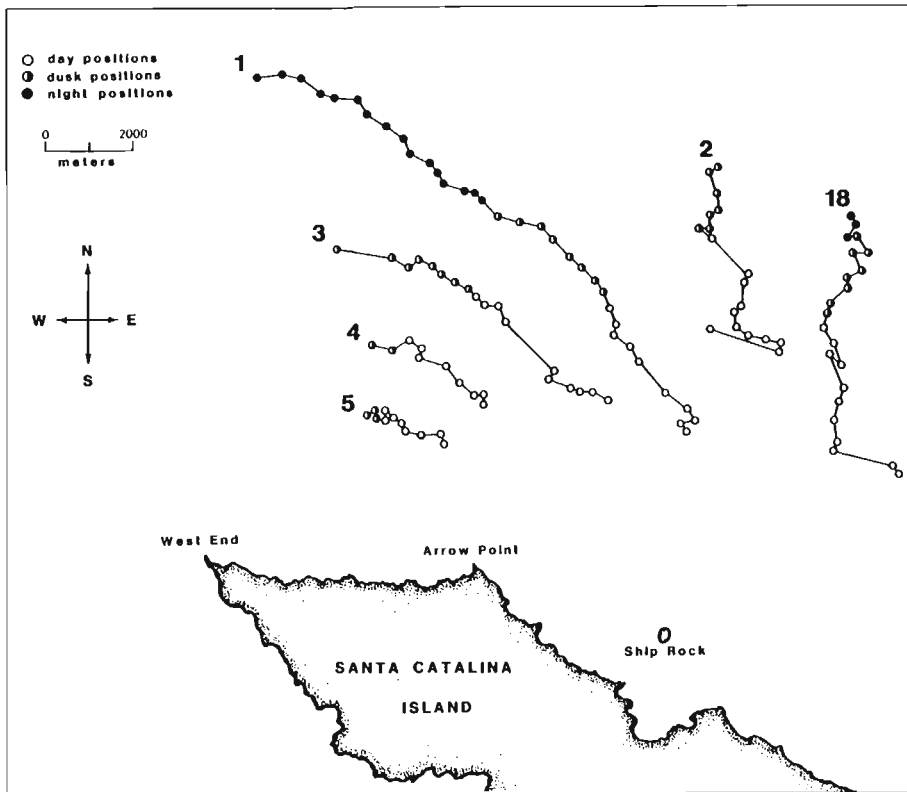 day positions
dusk positions
night positions
0 2000
meters
N
W E
S
1
2
18
3
4
5
West End
Arrow Point
Ship Rock
SANTA CATALINA
ISLAND